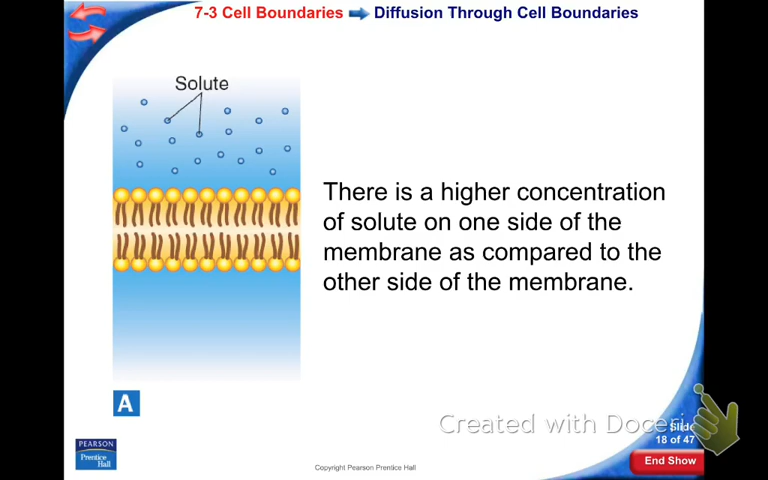 7-3 Cell Boundaries Diffusion Through Cell Boundaries
Solute
There is a higher concentration
of solute on one side of the
membrane as compared to the
other side of the membrane.
A
Created with Doceri
Slide
18 of 47
End Show
PEARSON
Prentice
Hall
Copyright Pearson Prentice Hall